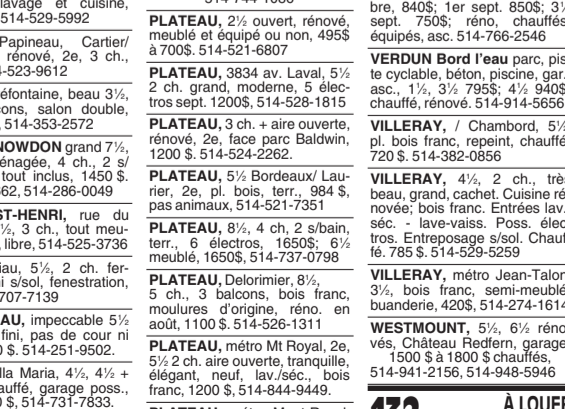 lavage et cuisine,
514-529-5992
Papineau, Cartier/
rénové, 2e, 3 ch.,
-523-9612
léfontaine, beau 3½,
ons, salon double,
514-353-2572
NOWDON grand 7½,
énagée, 4 ch., 2 s/
tout inclus, 1450 $.
62, 514-286-0049
ST-HENRI, rue du
½, 3 ch., tout meu-
, libre, 514-525-3736
iau, 5½, 2 ch. fer-
i s/sol, fenestration,
707-7139
AU, impeccable 5½
fini, pas de cour ni
$. 514-251-9502.
lla Maria, 4½, 4½ +
auffé, garage poss.,
$, 514-731-7833.
PLATEAU, 2½ ouvert, rénové,
meublé et équipé ou non, 495$
à 700$. 514-521-6807
PLATEAU, 3834 av. Laval, 5½
2 ch. grand, moderne, 5 élec-
tros sept. 1200$, 514-528-1815
PLATEAU, 3 ch. + aire ouverte,
rénové, 2e, face parc Baldwin,
1200 $. 514-524-2262.
PLATEAU, 5½ Bordeaux/ Lau-
rier, 2e, pl. bois, terr., 984 $,
pas animaux, 514-521-7351
PLATEAU, 8½, 4 ch, 2 s/bain,
terr., 6 électros, 1650$; 6½
meublé, 1650$, 514-737-0798
PLATEAU, Delorimier, 8½,
5 ch., 3 balcons, bois franc,
moulures d'origine, réno. en
août, 1100 $. 514-526-1311
PLATEAU, métro Mt Royal, 2e,
5½ 2 ch. aire ouverte, tranquille,
élégant, neuf, lav./séc., bois
franc, 1200 $, 514-844-9449.
bre, 840$; 1er sept. 850$; 3½
sept. 750$; réno, chauffés
équipés, asc. 514-766-2546
VERDUN Bord l'eau parc, pis
te cyclable, béton, piscine, gar.
asc., 1½, 3½ 795$; 4½ 940$
chauffé, rénové. 514-914-5656
VILLERAY, / Chambord, 5½
pl. bois franc, repeint, chauffé
720 $. 514-382-0856
VILLERAY, 4½, 2 ch., très
beau, grand, cachet. Cuisine ré
novée; bois franc. Entrées lav.
séc. - lave-vaiss. Poss. élec
tros. Entreposage s/sol. Chauf
fé. 785 $. 514-529-5259
VILLERAY, métro Jean-Talon
3½, bois franc, semi-meublé
buanderie, 420$, 514-274-1614
WESTMOUNT, 5½, 6½ réno
vés, Château Redfern, garage
1500 $ à 1800 $ chauffés,
514-941-2156, 514-948-5946
À LOUER